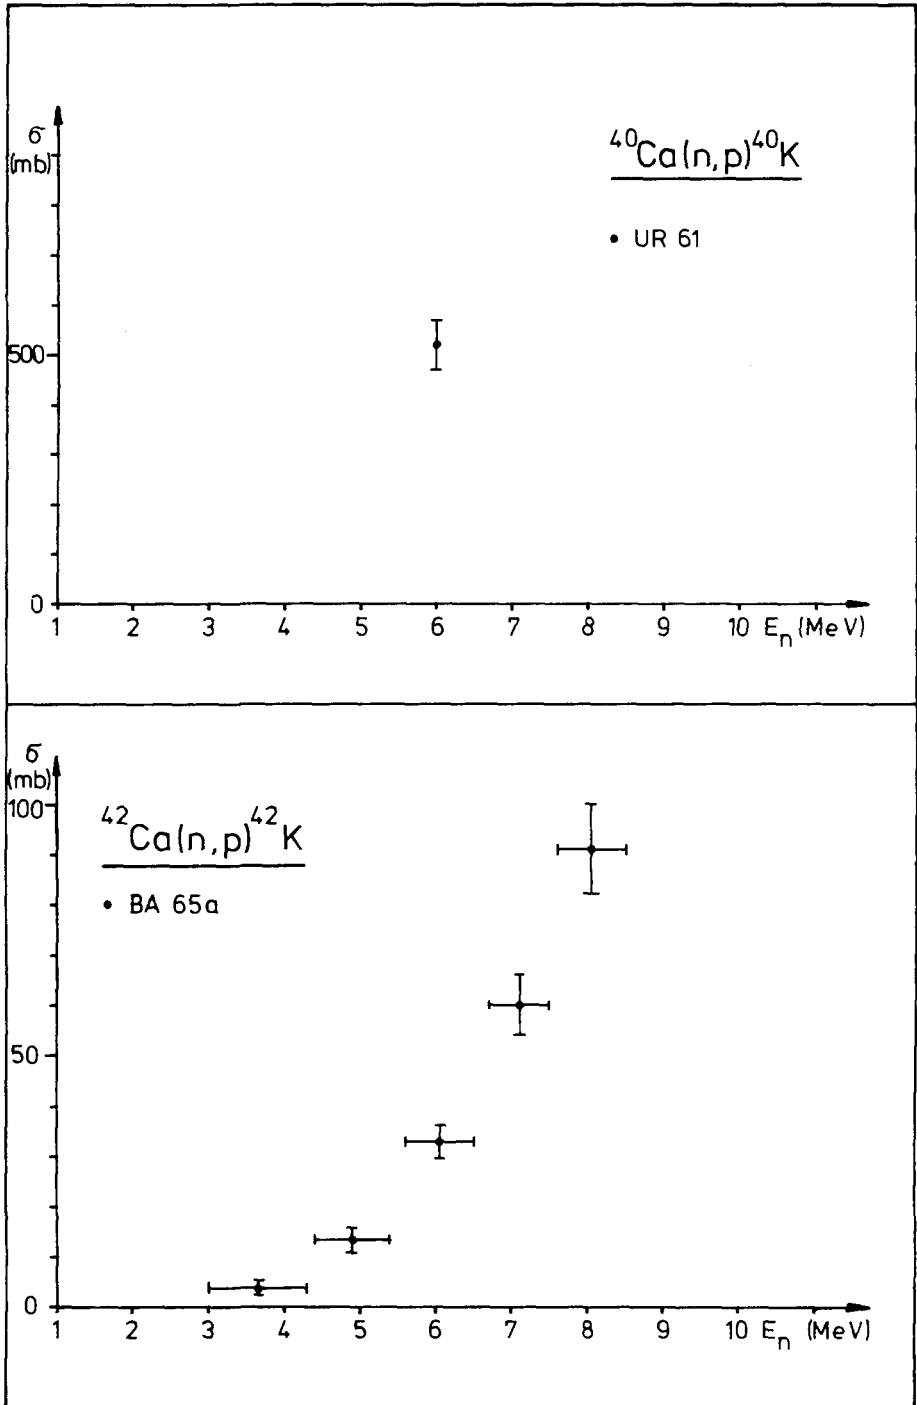 σ
(mb)
⁴⁰Ca(n,p)⁴⁰K
• UR 61
500
0
1 2 3 4 5 6 7 8 9 10 Eₙ (MeV)
σ
(mb)
100
⁴²Ca(n,p)⁴²K
• BA 65a
50
0
1 2 3 4 5 6 7 8 9 10 Eₙ (MeV)